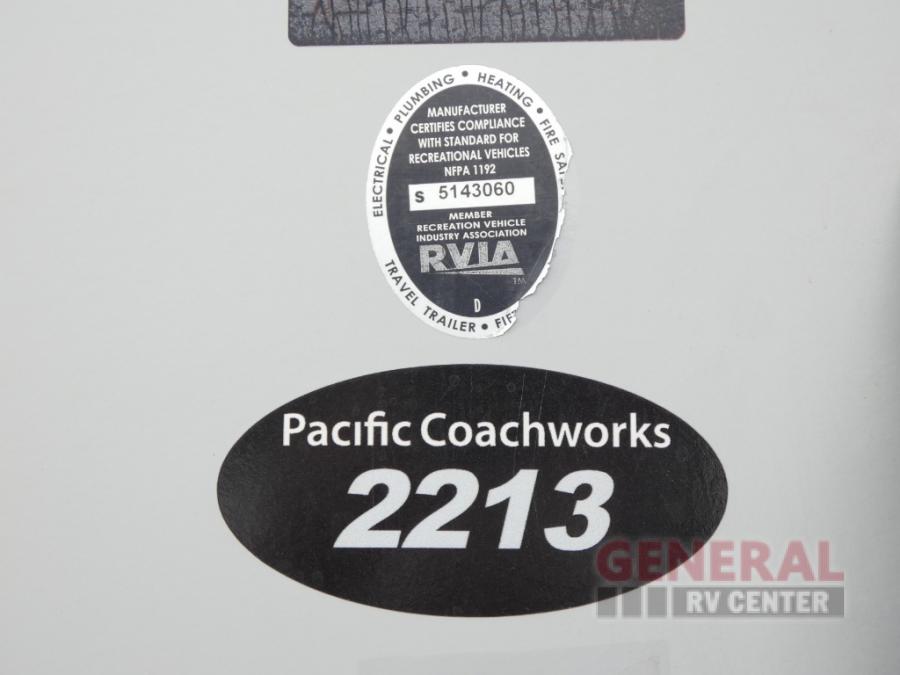 ELECTRICAL • PLUMBING • HEATING • FIRE
MANUFACTURER
CERTIFIES COMPLIANCE
WITH STANDARD FOR
RECREATIONAL VEHICLES
NFPA 1192
S 5143060
MEMBER
RECREATION VEHICLE
INDUSTRY ASSOCIATION
RVIA
TM
D
TRAVEL TRAILER •
Pacific Coachworks
2213
GENERAL
RV CENTER